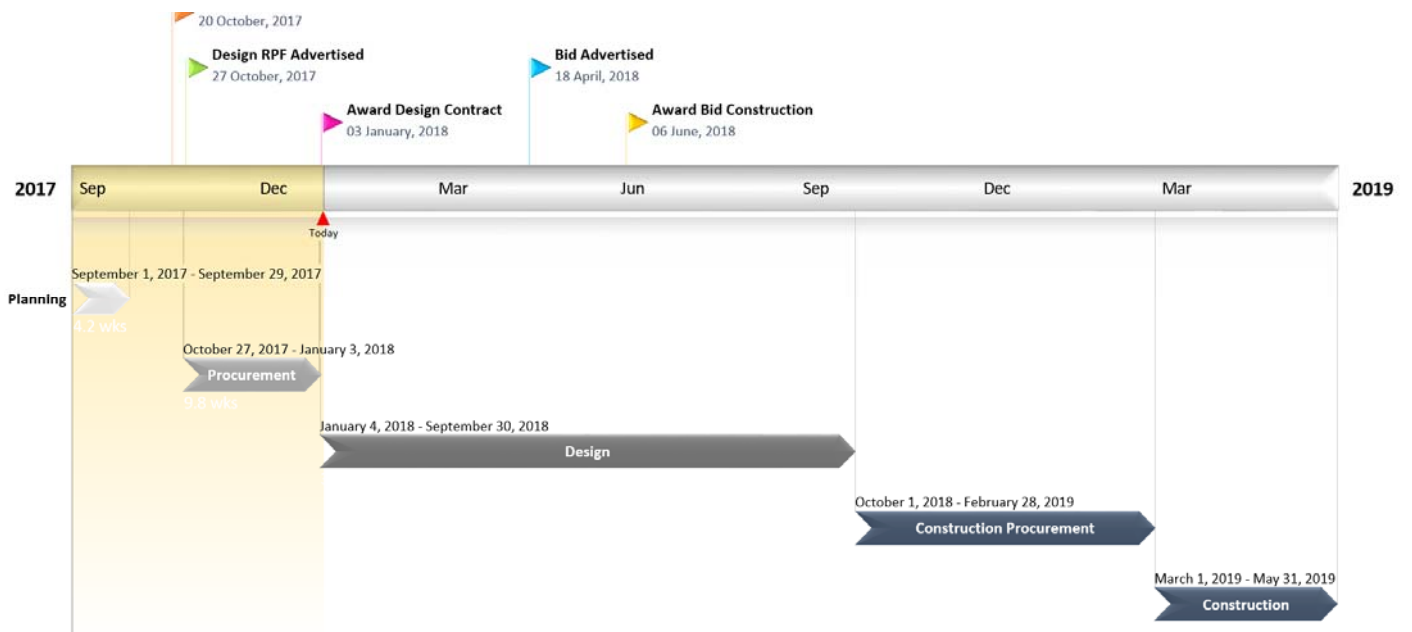 20 October, 2017
Design RPF Advertised
27 October, 2017
Bid Advertised
18 April, 2018
Award Design Contract
03 January, 2018
Award Bid Construction
06 June, 2018
2017 Sep Dec Mar Jun Sep Dec Mar 2019
Today
September 1, 2017 - September 29, 2017
Planning
4.2 wks
October 27, 2017 - January 3, 2018
Procurement
9.8 wks
January 4, 2018 - September 30, 2018
Design
October 1, 2018 - February 28, 2019
Construction Procurement
March 1, 2019 - May 31, 2019
Construction